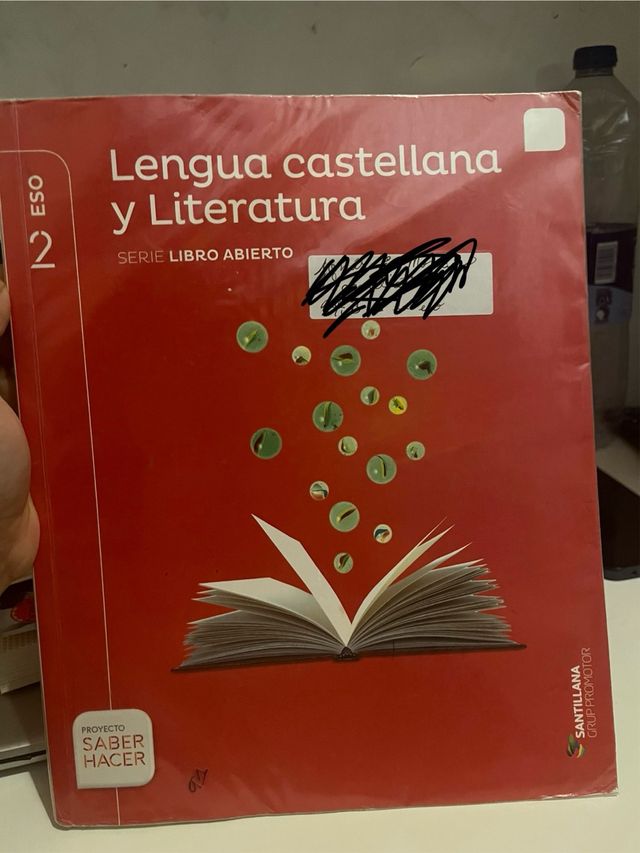 Lengua castellana
y Literatura
SERIE LIBRO ABIERTO
2 ESO
PROYECTO
SABER
HACER
SANTILLANA
GRUP PROMOTOR